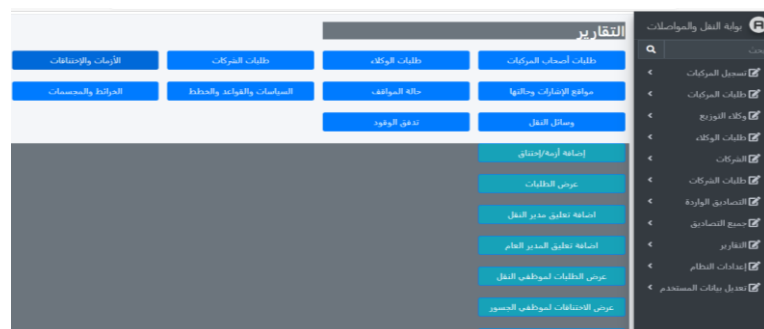 بوابة النقل والمواصلات
بحث
تسجيل المركبات
طلبات المركبات
وكلاء التوزيع
طلبات الوكلاء
الشركات
طلبات الشركات
التصاديق الواردة
جميع التصاديق
التقارير
إعدادات النظام
تعديل بيانات المستخدم
التقارير
طلبات أصحاب المركبات
طلبات الوكلاء
طلبات الشركات
الأزمات والإختناقات
مواقع الإشارات وحالتها
حالة المواقف
السياسات والقواعد والخطط
الخرائط والمجسمات
وسائل النقل
تدفق الوقود
إضافة أزمة/إختناق
عرض الطلبات
اضافة تعليق مدير النقل
اضافة تعليق المدير العام
عرض الطلبات لموظفي النقل
عرض الاختناقات لموظفي الجسور